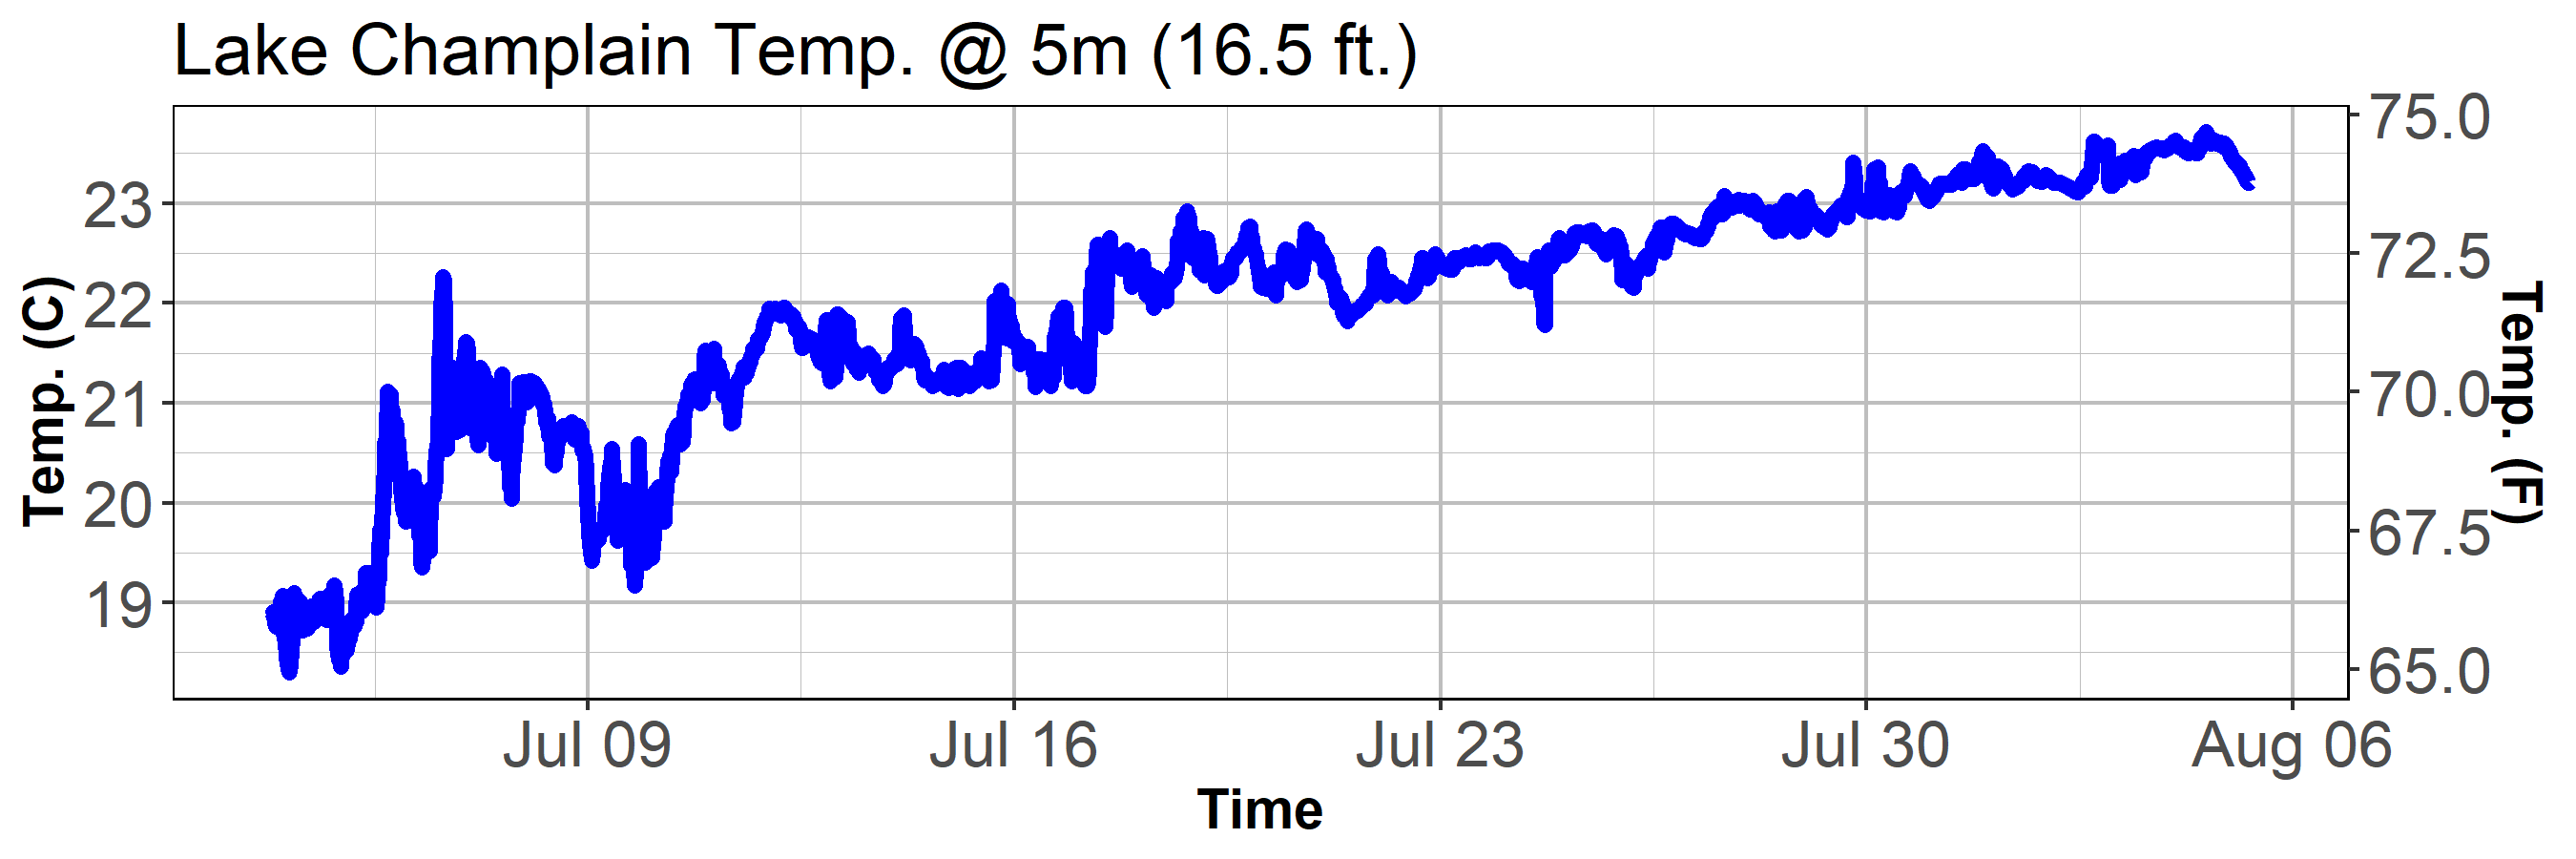 Lake Champlain Temp. @ 5m (16.5 ft.)
Temp. (C)
23
22
21
20
19
75.0
72.5
70.0
67.5
65.0
Temp. (F)
Jul 09
Jul 16
Jul 23
Jul 30
Aug 06
Time